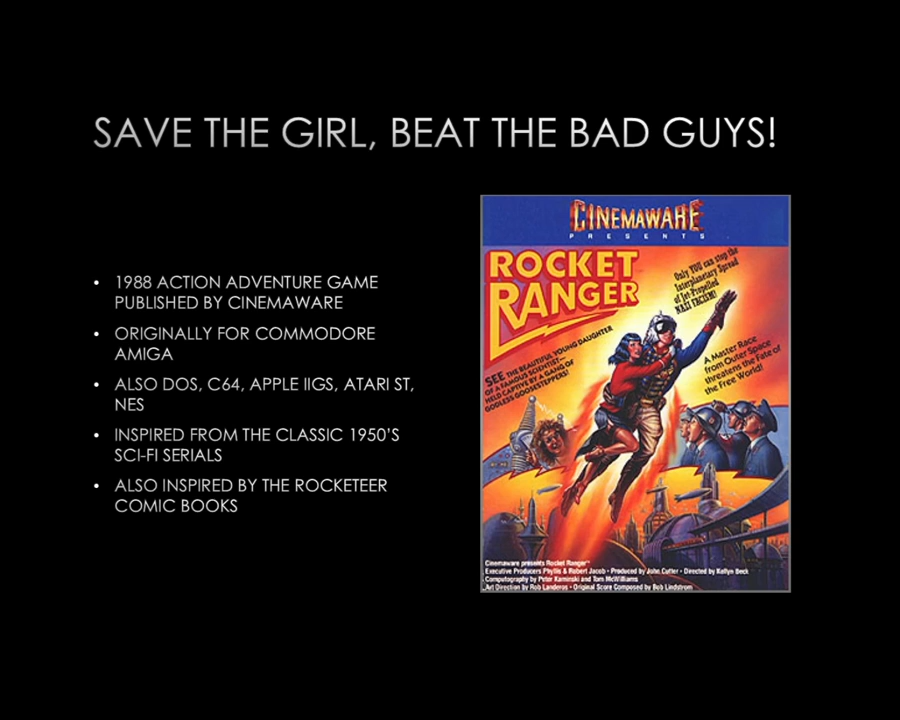 SAVE THE GIRL, BEAT THE BAD GUYS!
• 1988 ACTION ADVENTURE GAME
PUBLISHED BY CINEMAWARE
• ORIGINALLY FOR COMMODORE
AMIGA
• ALSO DOS, C64, APPLE IIGS, ATARI ST,
NES
• INSPIRED FROM THE CLASSIC 1950'S
SCI-FI SERIALS
• ALSO INSPIRED BY THE ROCKETEER
COMIC BOOKS
CINEMAWARE
PRESENTS
ROCKET
RANGER
Only YOU can stop the
Interplanetary Spread
of Jet-Propelled
NAZI FACISM!
SEE THE BEAUTIFUL YOUNG DAUGHTER
OF A FAMOUS SCIENTIST—
HELD CAPTIVE BY A GANG OF
GODLESS GOOSESTEPPERS!
A Master Race
from Outer Space
threatens the Fate of
the Free World!
Cinemaware presents Rocket Ranger™
Executive Producers Phyllis & Robert Jacob • Produced by John Cutter • Directed by Kellyn Beck
Computography by Peter Kaminski and Tom McWilliams
Art Direction by Rob Landeros • Original Score Composed by Bob Lindstrom